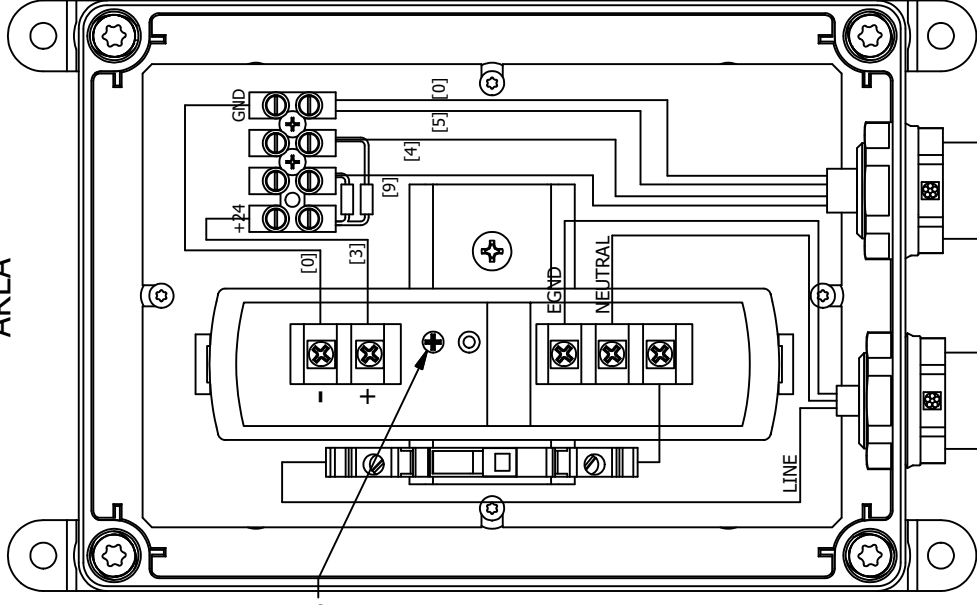 AREA
GND
[0]
[5]
[4]
[9]
+24
[0]
[3]
EGND
NEUTRAL
-
+
LINE